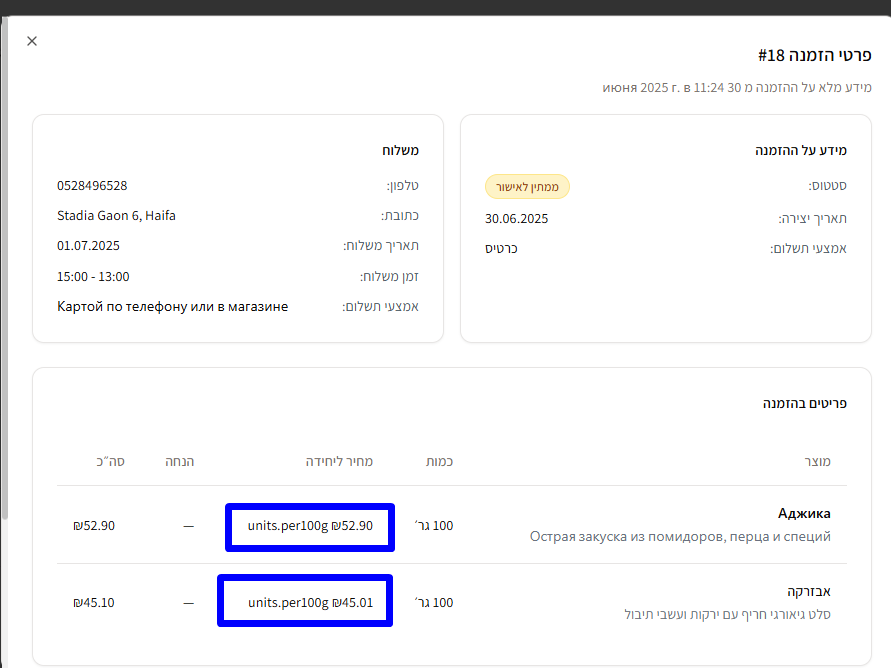 פרטי הזמנה #18
מידע מלא על ההזמנה מ 30 июня 2025 г. в 11:24
מידע על ההזמנה
סטטוס: ממתין לאישור
תאריך יצירה: 30.06.2025
אמצעי תשלום: כרטיס
משלוח
טלפון: 0528496528
כתובת: Stadia Gaon 6, Haifa
תאריך משלוח: 01.07.2025
זמן משלוח: 13:00 - 15:00
אמצעי תשלום: Картой по телефону или в магазине
פריטים בהזמנה
מוצר כמות מחיר ליחידה הנחה סה״כ
Аджика 100 גר׳ units.per100g ₪52.90 — ₪52.90
Острая закуска из помидоров, перца и специй
אבזרקה 100 גר׳ units.per100g ₪45.01 — ₪45.10
סלט גיאורגי חריף עם ירקות ועשבי תיבול